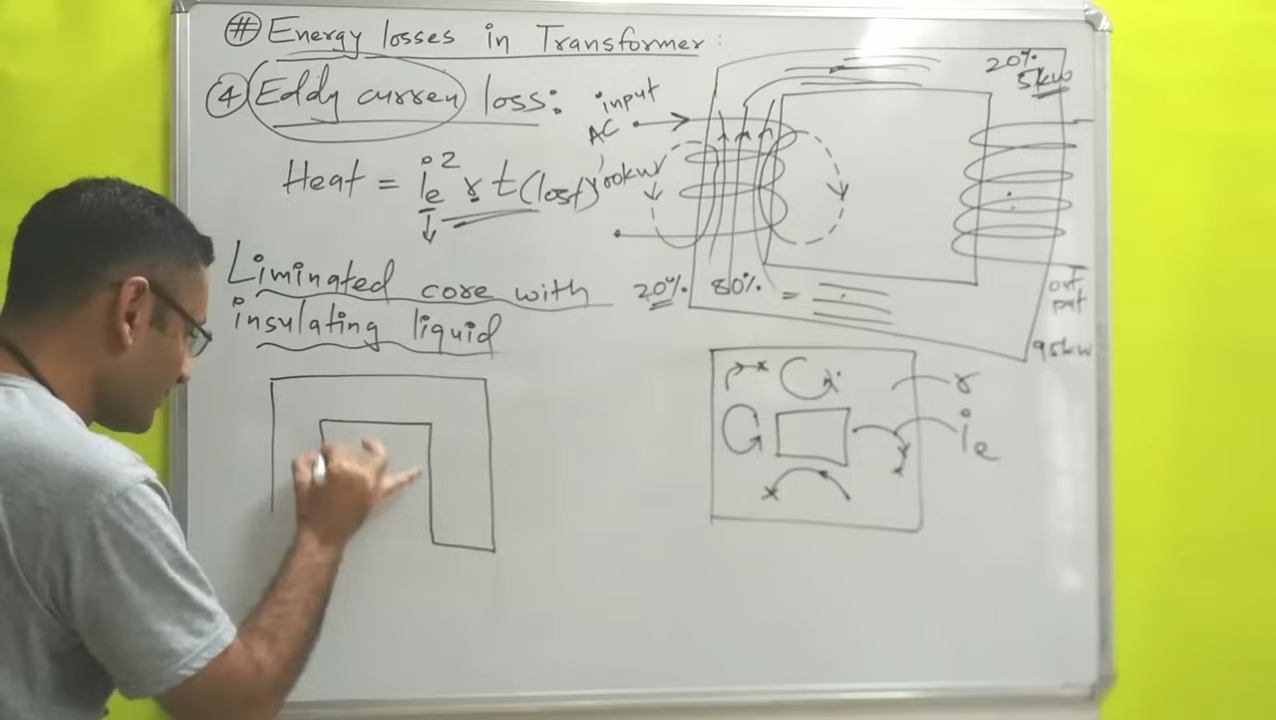 # Energy losses in Transformer :
④ Eddy curren loss:
Heat = ie² r t (lost)
Liminated core with
insulating liquid
input
AC
100kw
20% 80% =
20%
5kw
out
put
95kw
r
ie